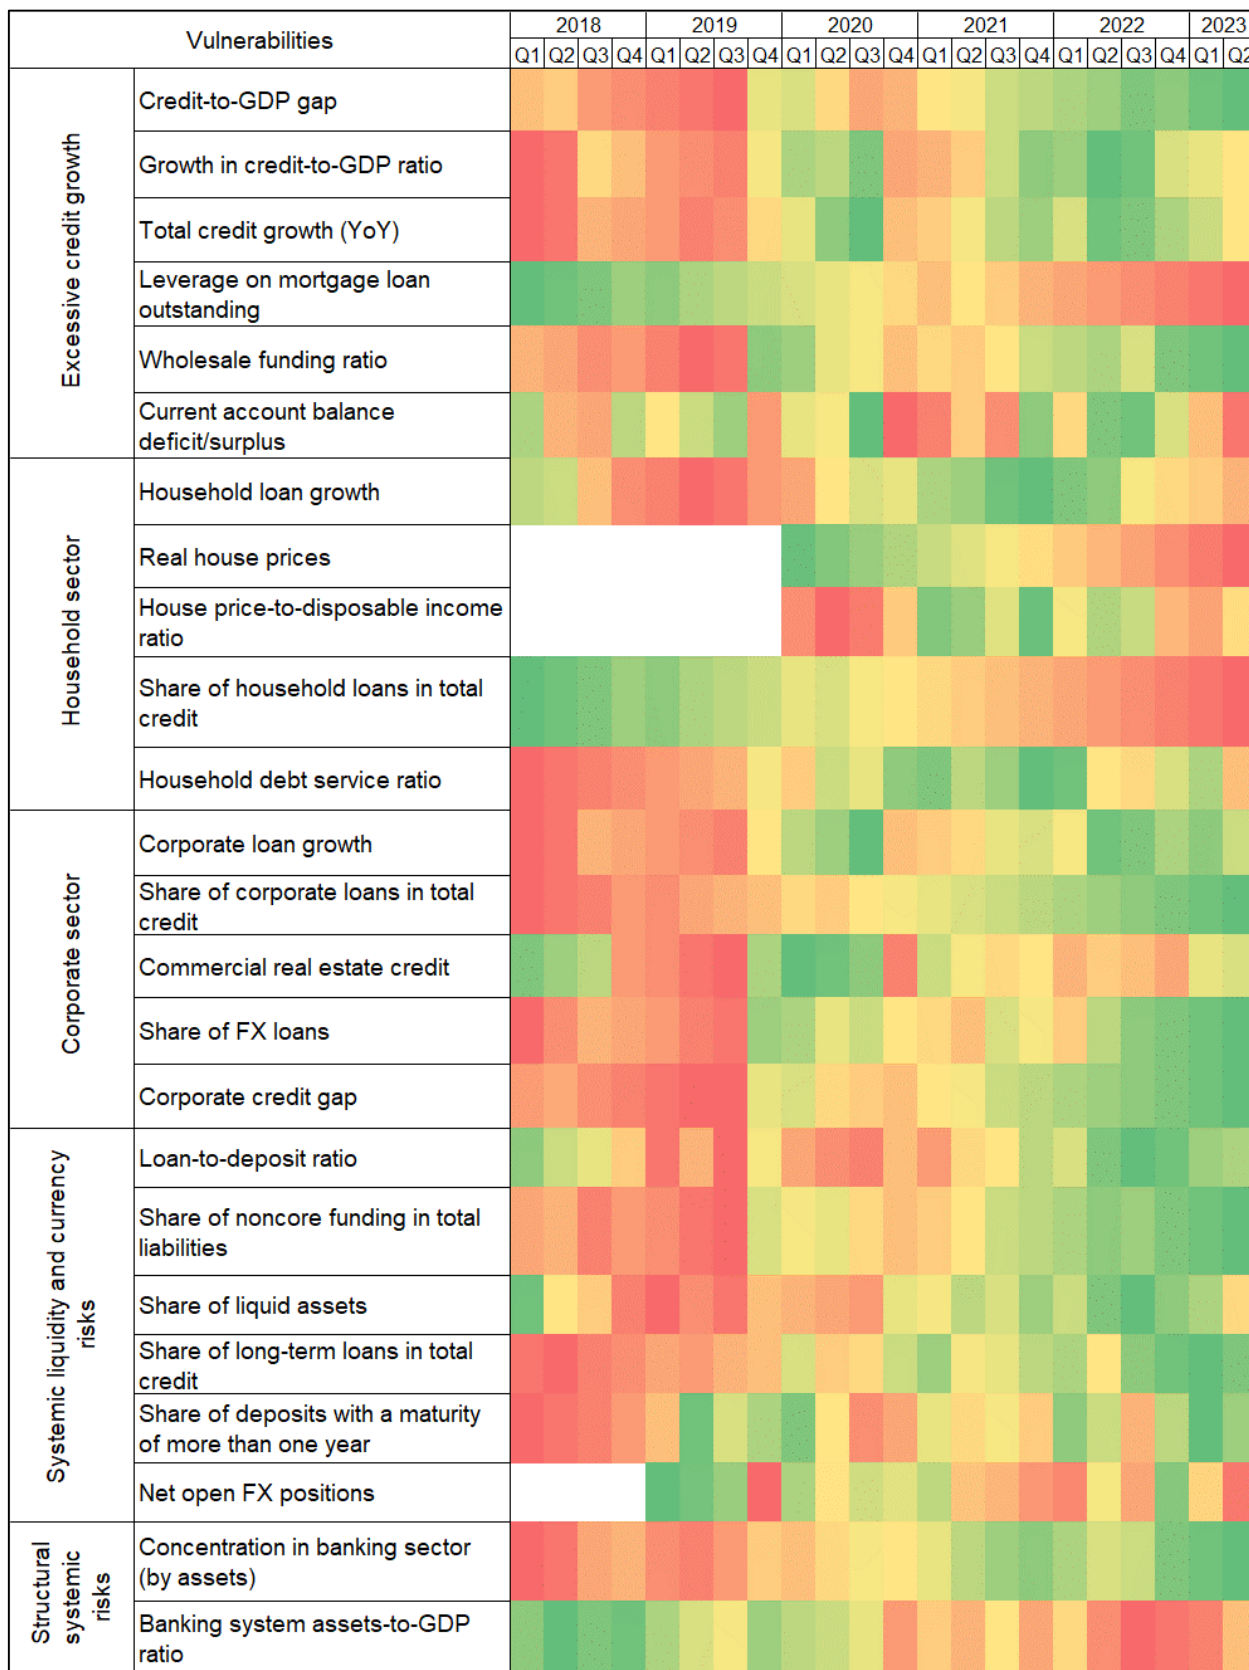 Vulnerabilities
2018 2019 2020 2021 2022 2023
Q1 Q2 Q3 Q4 Q1 Q2 Q3 Q4 Q1 Q2 Q3 Q4 Q1 Q2 Q3 Q4 Q1 Q2 Q3 Q4 Q1 Q2
Excessive credit growth
Credit-to-GDP gap
Growth in credit-to-GDP ratio
Total credit growth (YoY)
Leverage on mortgage loan
outstanding
Wholesale funding ratio
Current account balance
deficit/surplus
Household sector
Household loan growth
Real house prices
House price-to-disposable income
ratio
Share of household loans in total
credit
Household debt service ratio
Corporate sector
Corporate loan growth
Share of corporate loans in total
credit
Commercial real estate credit
Share of FX loans
Corporate credit gap
Systemic liquidity and currency
risks
Loan-to-deposit ratio
Share of noncore funding in total
liabilities
Share of liquid assets
Share of long-term loans in total
credit
Share of deposits with a maturity
of more than one year
Net open FX positions
Structural
systemic
risks
Concentration in banking sector
(by assets)
Banking system assets-to-GDP
ratio